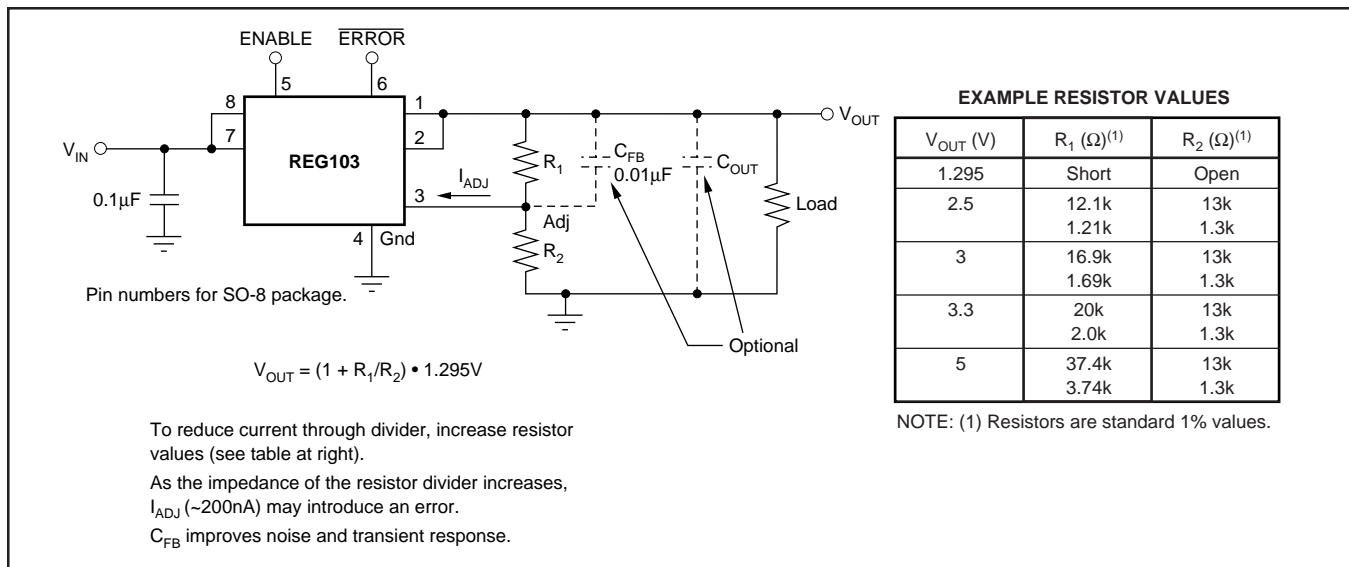 ENABLE
ERROR
5
6
8
7
1
2
3
4
REG103
V_IN
0.1µF
Gnd
I_ADJ
Adj
R_1
R_2
C_FB
0.01µF
C_OUT
Load
V_OUT
Optional
Pin numbers for SO-8 package.
V_OUT = (1 + R_1/R_2) • 1.295V
To reduce current through divider, increase resistor
values (see table at right).
As the impedance of the resistor divider increases,
I_ADJ (~200nA) may introduce an error.
C_FB improves noise and transient response.
EXAMPLE RESISTOR VALUES
V_OUT (V) R_1 (Ω)(1) R_2 (Ω)(1)
1.295 Short Open
2.5 12.1k 13k
1.21k 1.3k
3 16.9k 13k
1.69k 1.3k
3.3 20k 13k
2.0k 1.3k
5 37.4k 13k
3.74k 1.3k
NOTE: (1) Resistors are standard 1% values.